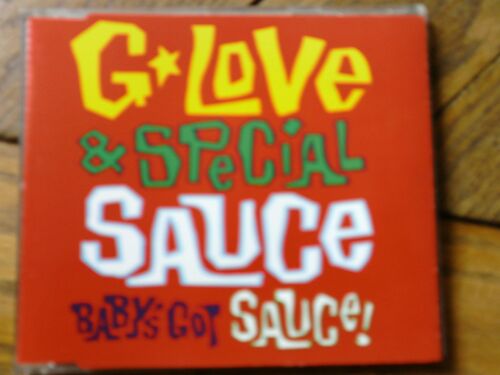 G★LOVE
& SPeCiAL
SAUCe
BABY'S GOT SAUCe!